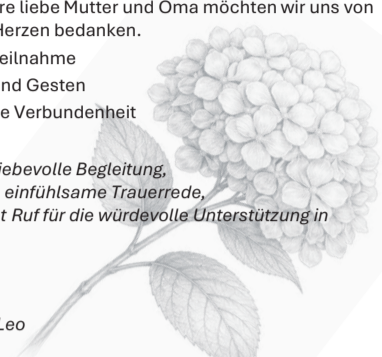 re liebe Mutter und Oma möchten wir uns von
Herzen bedanken.
eilnahme
nd Gesten
e Verbundenheit
iebevolle Begleitung,
einfühlsame Trauerrede,
t Ruf für die würdevolle Unterstützung in
Leo